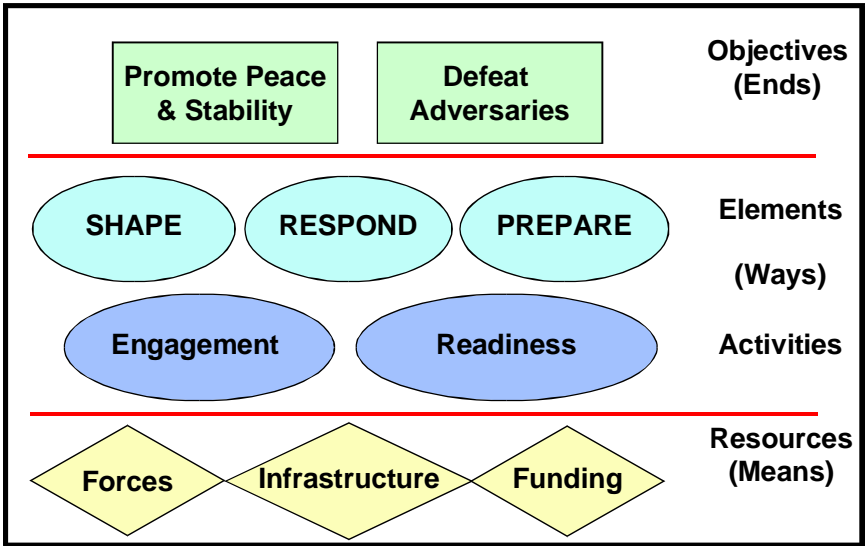 Promote Peace
& Stability
Defeat
Adversaries
Objectives
(Ends)
SHAPE
RESPOND
PREPARE
Elements
(Ways)
Engagement
Readiness
Activities
Forces
Infrastructure
Funding
Resources
(Means)